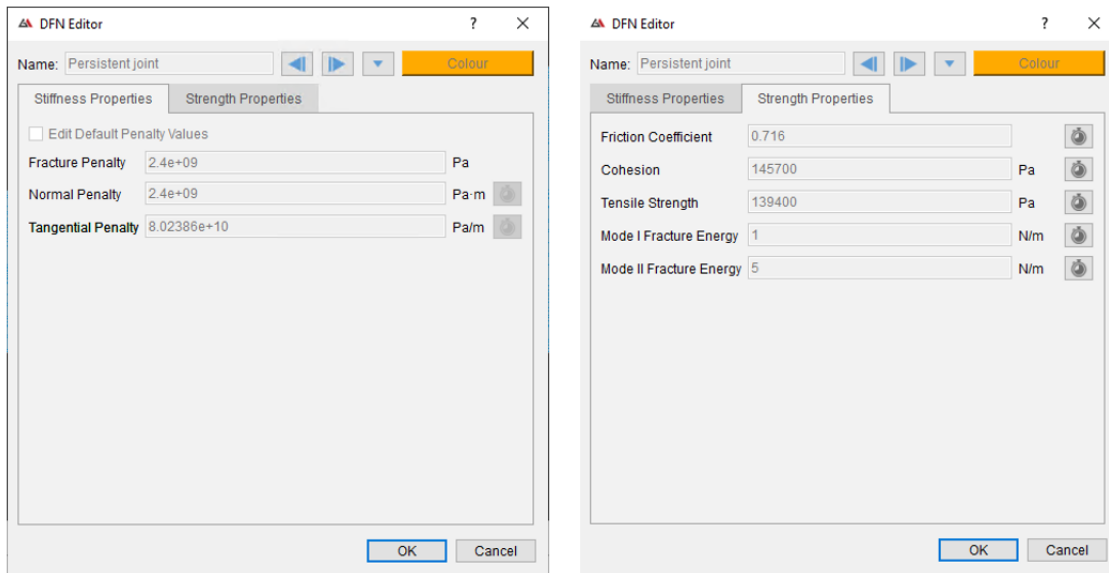 DFN Editor ? ×
Name: Persistent joint Colour
Stiffness Properties Strength Properties
Edit Default Penalty Values
Fracture Penalty 2.4e+09 Pa
Normal Penalty 2.4e+09 Pa·m
Tangential Penalty 8.02386e+10 Pa/m
OK Cancel
DFN Editor ? ×
Name: Persistent joint Colour
Stiffness Properties Strength Properties
Friction Coefficient 0.716
Cohesion 145700 Pa
Tensile Strength 139400 Pa
Mode I Fracture Energy 1 N/m
Mode II Fracture Energy 5 N/m
OK Cancel